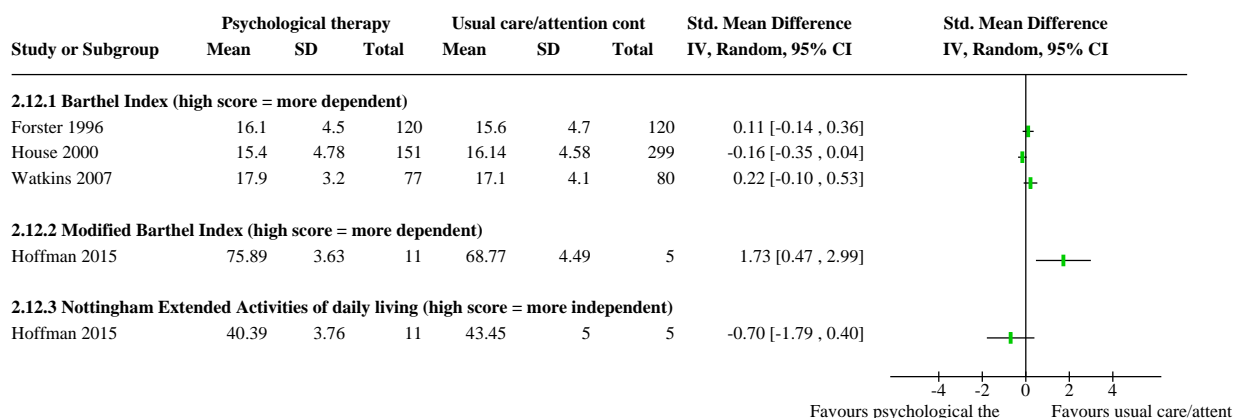 Psychological therapy Usual care/attention cont Std. Mean Difference Std. Mean Difference
Study or Subgroup Mean SD Total Mean SD Total IV, Random, 95% CI IV, Random, 95% CI
2.12.1 Barthel Index (high score = more dependent)
Forster 1996 16.1 4.5 120 15.6 4.7 120 0.11 [-0.14 , 0.36]
House 2000 15.4 4.78 151 16.14 4.58 299 -0.16 [-0.35 , 0.04]
Watkins 2007 17.9 3.2 77 17.1 4.1 80 0.22 [-0.10 , 0.53]
2.12.2 Modified Barthel Index (high score = more dependent)
Hoffman 2015 75.89 3.63 11 68.77 4.49 5 1.73 [0.47 , 2.99]
2.12.3 Nottingham Extended Activities of daily living (high score = more independent)
Hoffman 2015 40.39 3.76 11 43.45 5 5 -0.70 [-1.79 , 0.40]
-4 -2 0 2 4
Favours psychological the Favours usual care/attent